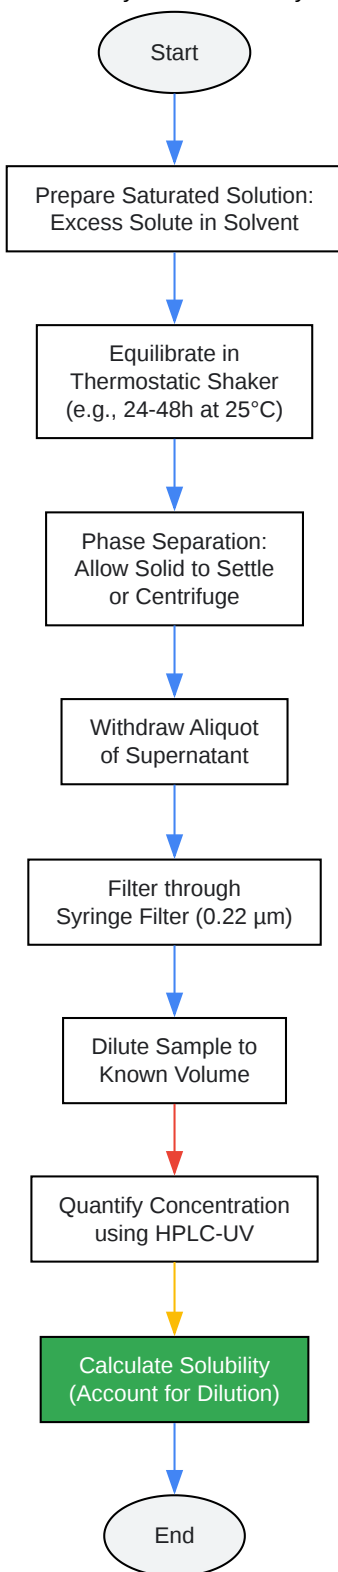 Start
Prepare Saturated Solution:
Excess Solute in Solvent
Equilibrate in
Thermostatic Shaker
(e.g., 24-48h at 25°C)
Phase Separation:
Allow Solid to Settle
or Centrifuge
Withdraw Aliquot
of Supernatant
Filter through
Syringe Filter (0.22 µm)
Dilute Sample to
Known Volume
Quantify Concentration
using HPLC-UV
Calculate Solubility
(Account for Dilution)
End